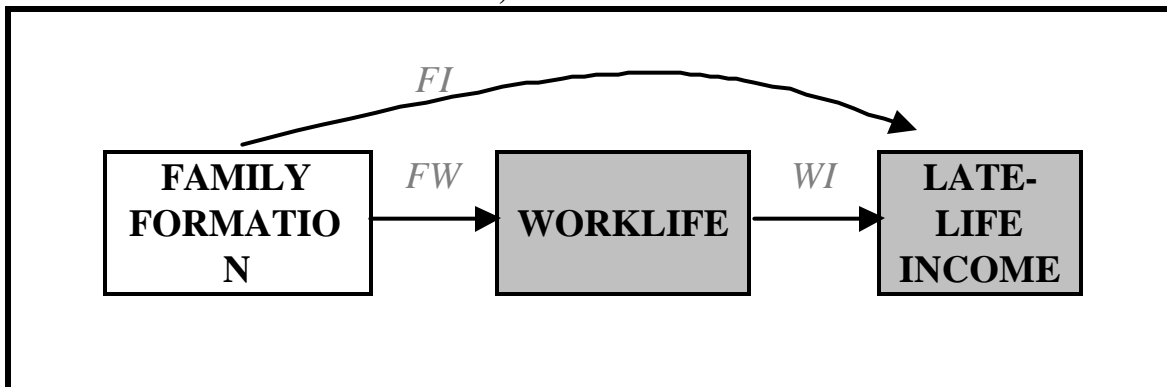 FI
FAMILY
FORMATIO
N
FW
WORKLIFE
WI
LATE-
LIFE
INCOME